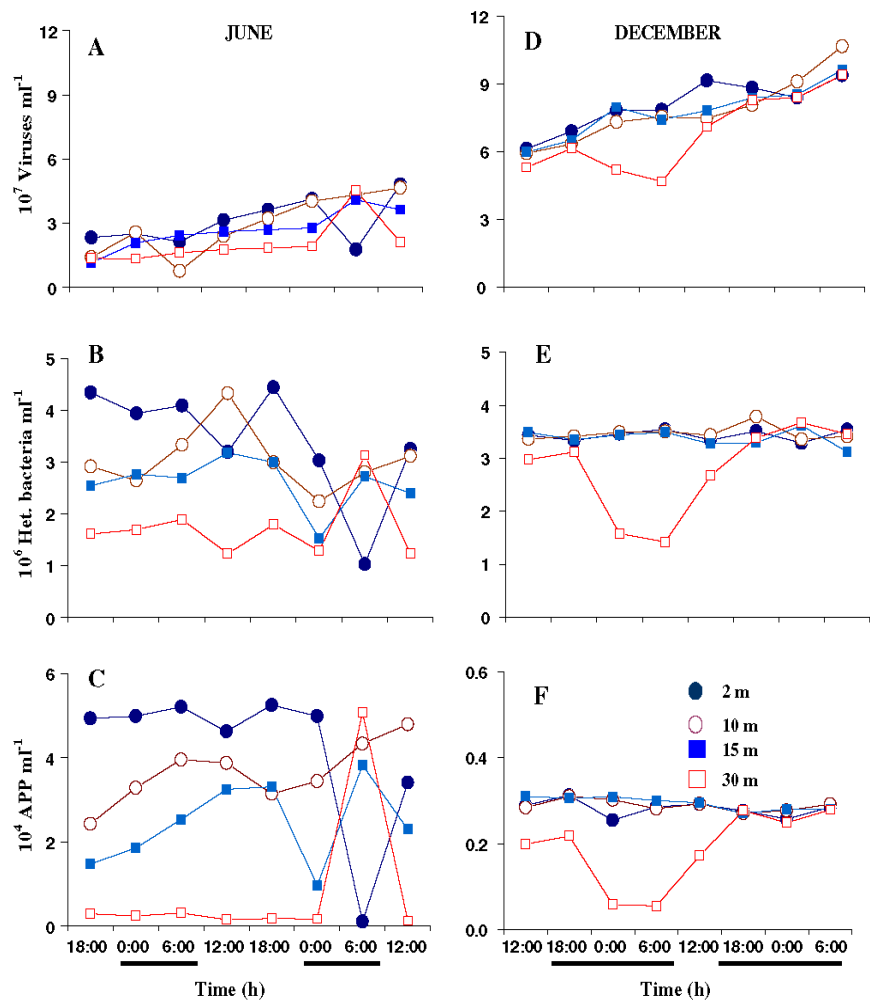 JUNE
A
12
9
6
3
0
10⁷ Viruses ml⁻¹
B
5
4
3
2
1
0
10⁶ Het. bacteria ml⁻¹
C
6
4
2
0
10⁴ APP ml⁻¹
18:00 0:00 6:00 12:00 18:00 0:00 6:00 12:00
Time (h)
DECEMBER
D
12
9
6
3
0
E
5
4
3
2
1
0
F
0.6
0.4
0.2
0.0
2 m
10 m
15 m
30 m
12:00 18:00 0:00 6:00 12:00 18:00 0:00 6:00
Time (h)